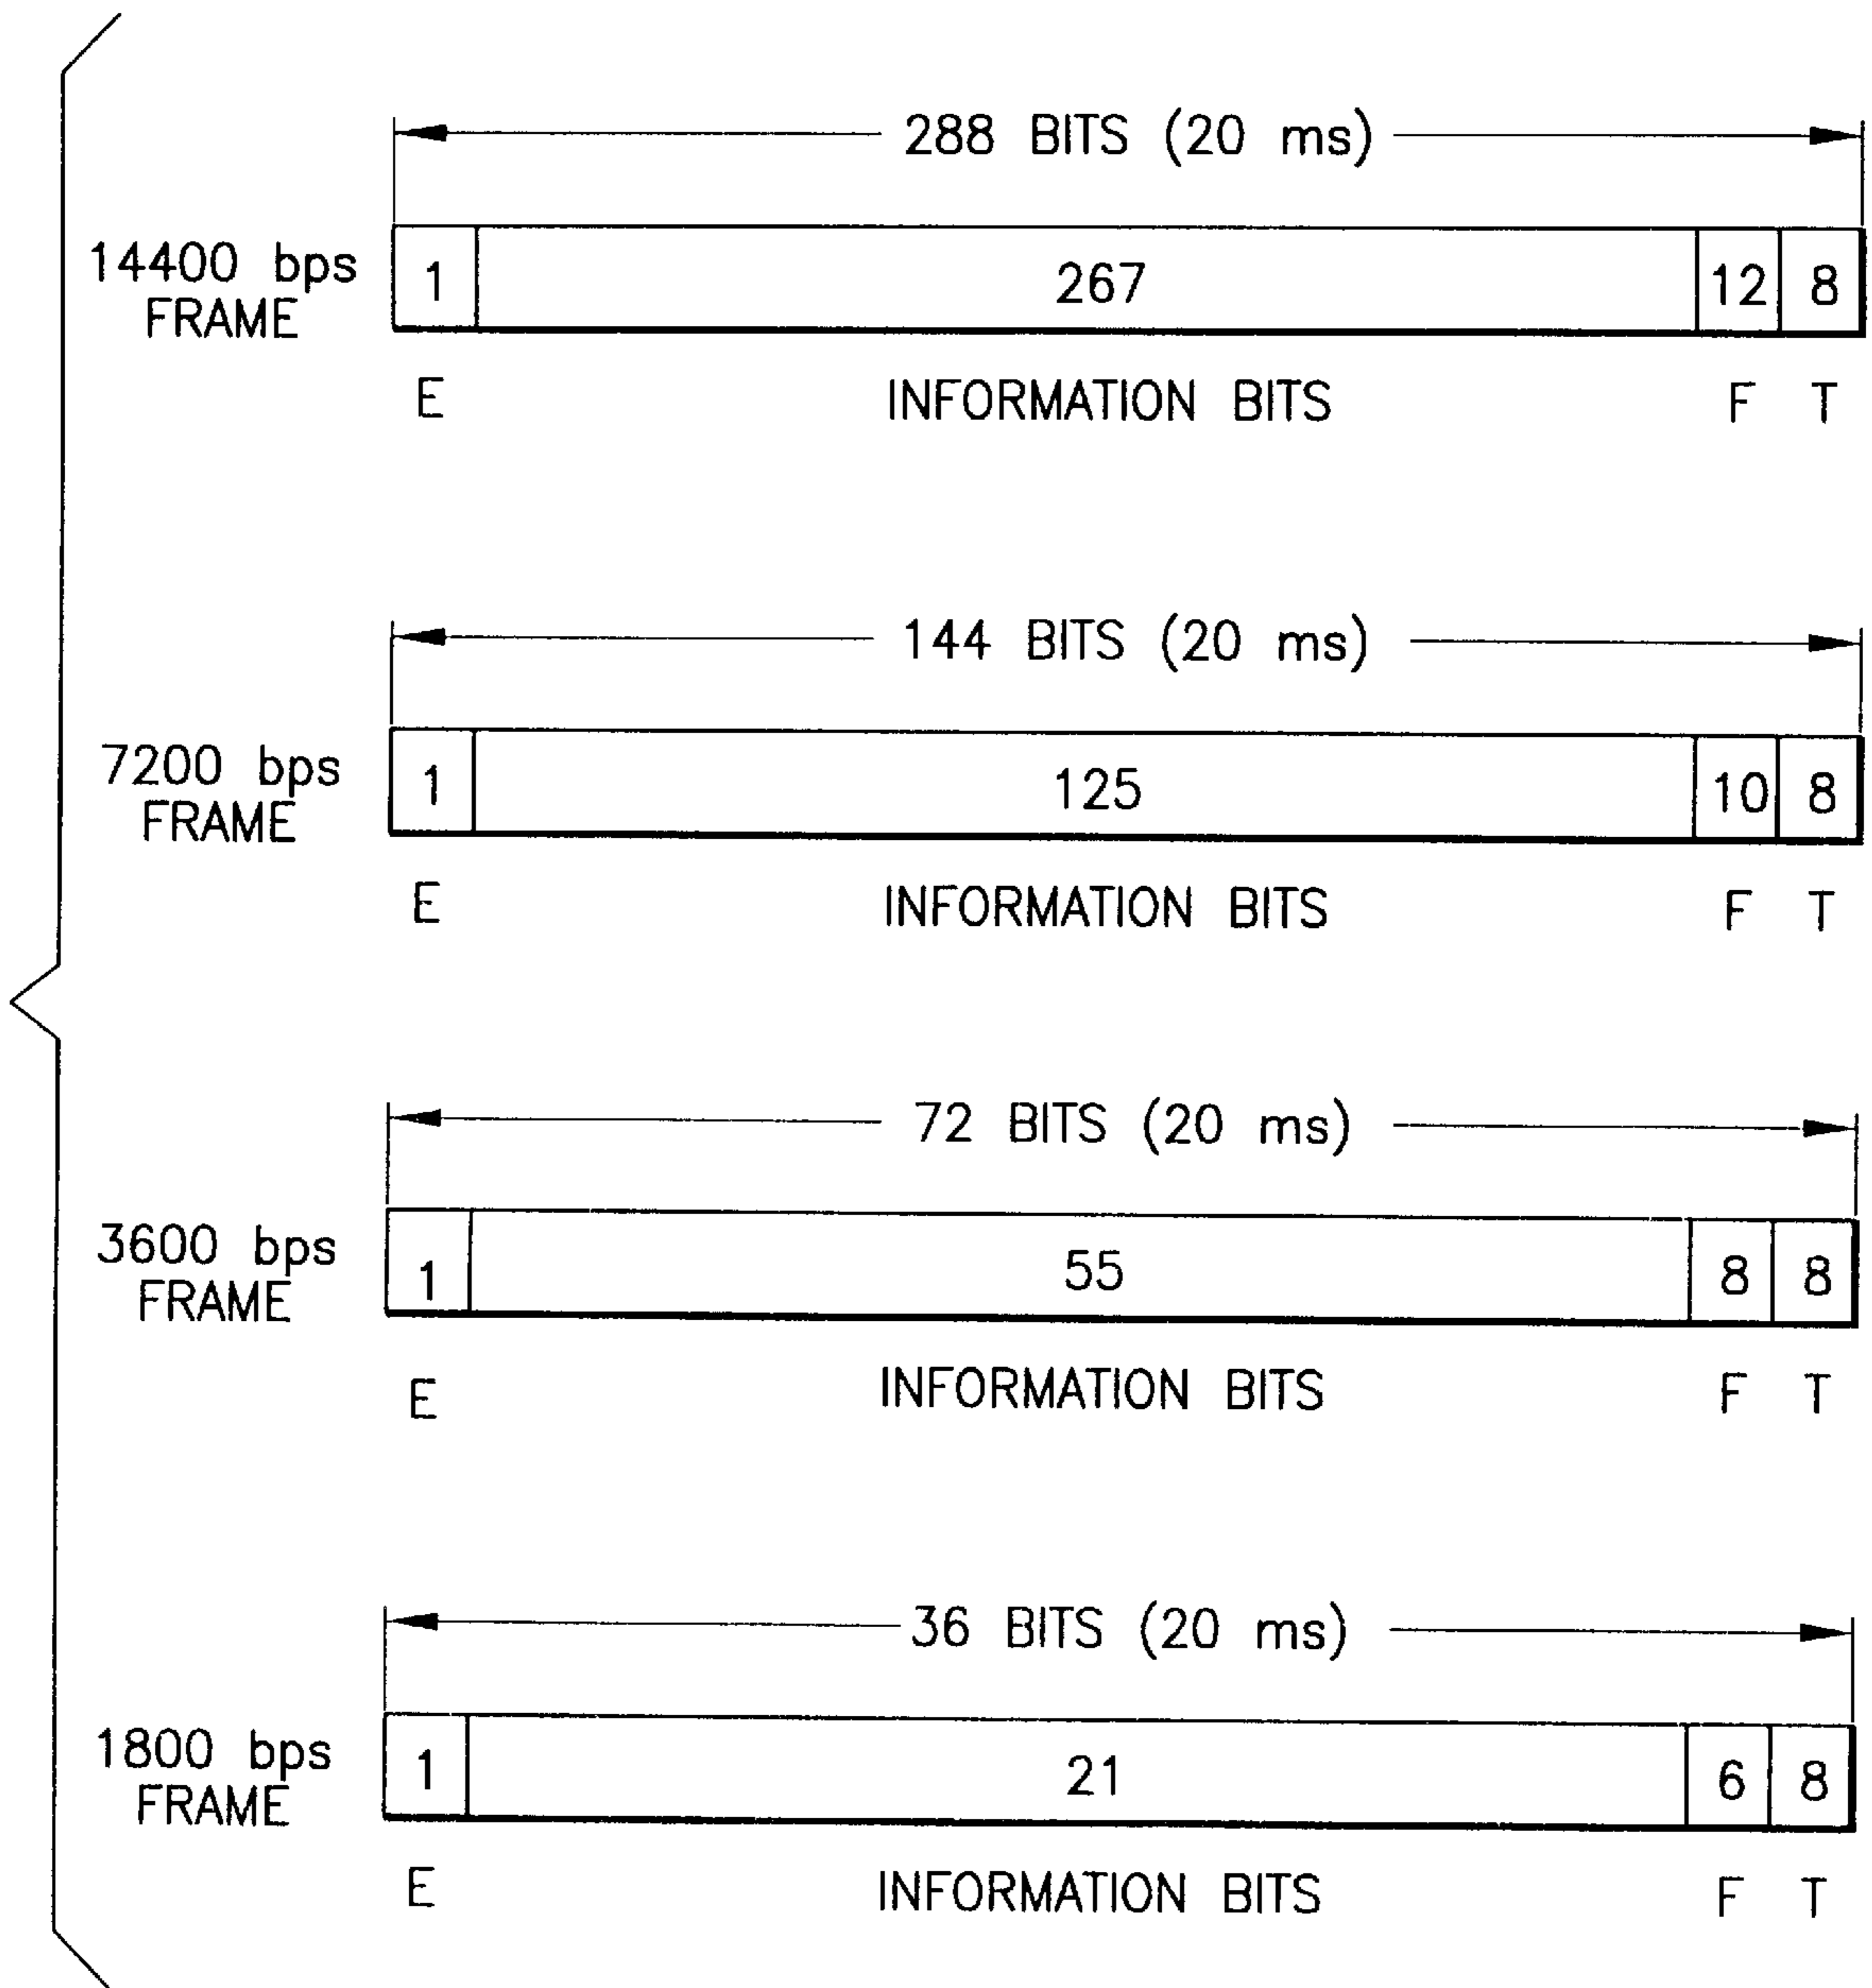 288 BITS (20 ms)
14400 bps
FRAME
1 267 12 8
E INFORMATION BITS F T
144 BITS (20 ms)
7200 bps
FRAME
1 125 10 8
E INFORMATION BITS F T
72 BITS (20 ms)
3600 bps
FRAME
1 55 8 8
E INFORMATION BITS F T
36 BITS (20 ms)
1800 bps
FRAME
1 21 6 8
E INFORMATION BITS F T